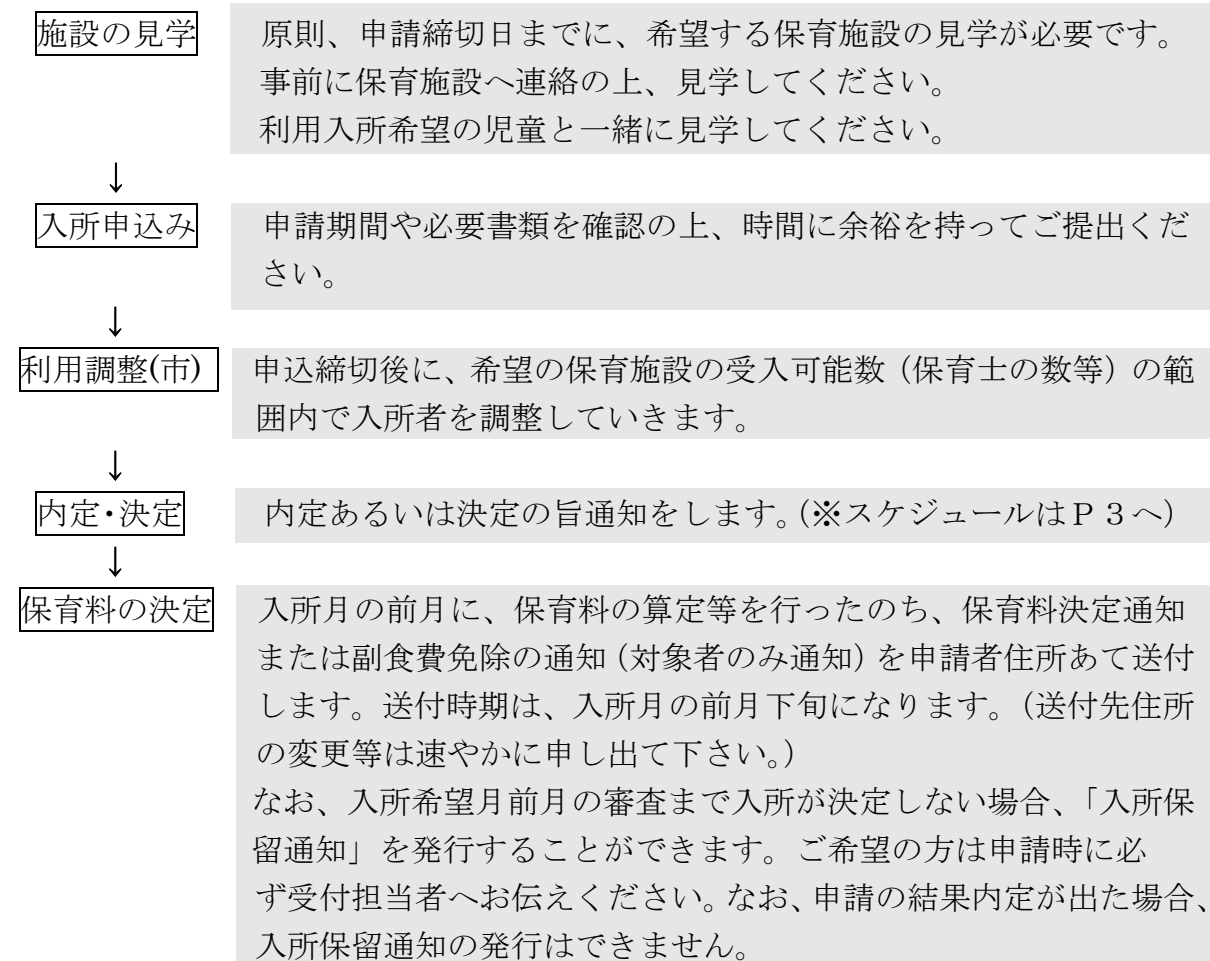 施設の見学
原則、申請締切日までに、希望する保育施設の見学が必要です。
事前に保育施設へ連絡の上、見学してください。
利用入所希望の児童と一緒に見学してください。
↓
入所申込み
申請期間や必要書類を確認の上、時間に余裕を持ってご提出くだ
さい。
↓
利用調整(市)
申込締切後に、希望の保育施設の受入可能数（保育士の数等）の範
囲内で入所者を調整していきます。
↓
内定・決定
内定あるいは決定の旨通知をします。（※スケジュールはＰ３へ）
↓
保育料の決定
入所月の前月に、保育料の算定等を行ったのち、保育料決定通知
または副食費免除の通知（対象者のみ通知）を申請者住所あて送付
します。送付時期は、入所月の前月下旬になります。（送付先住所
の変更等は速やかに申し出て下さい。）
なお、入所希望月前月の審査まで入所が決定しない場合、「入所保
留通知」を発行することができます。ご希望の方は申請時に必
ず受付担当者へお伝えください。なお、申請の結果内定が出た場合、
入所保留通知の発行はできません。